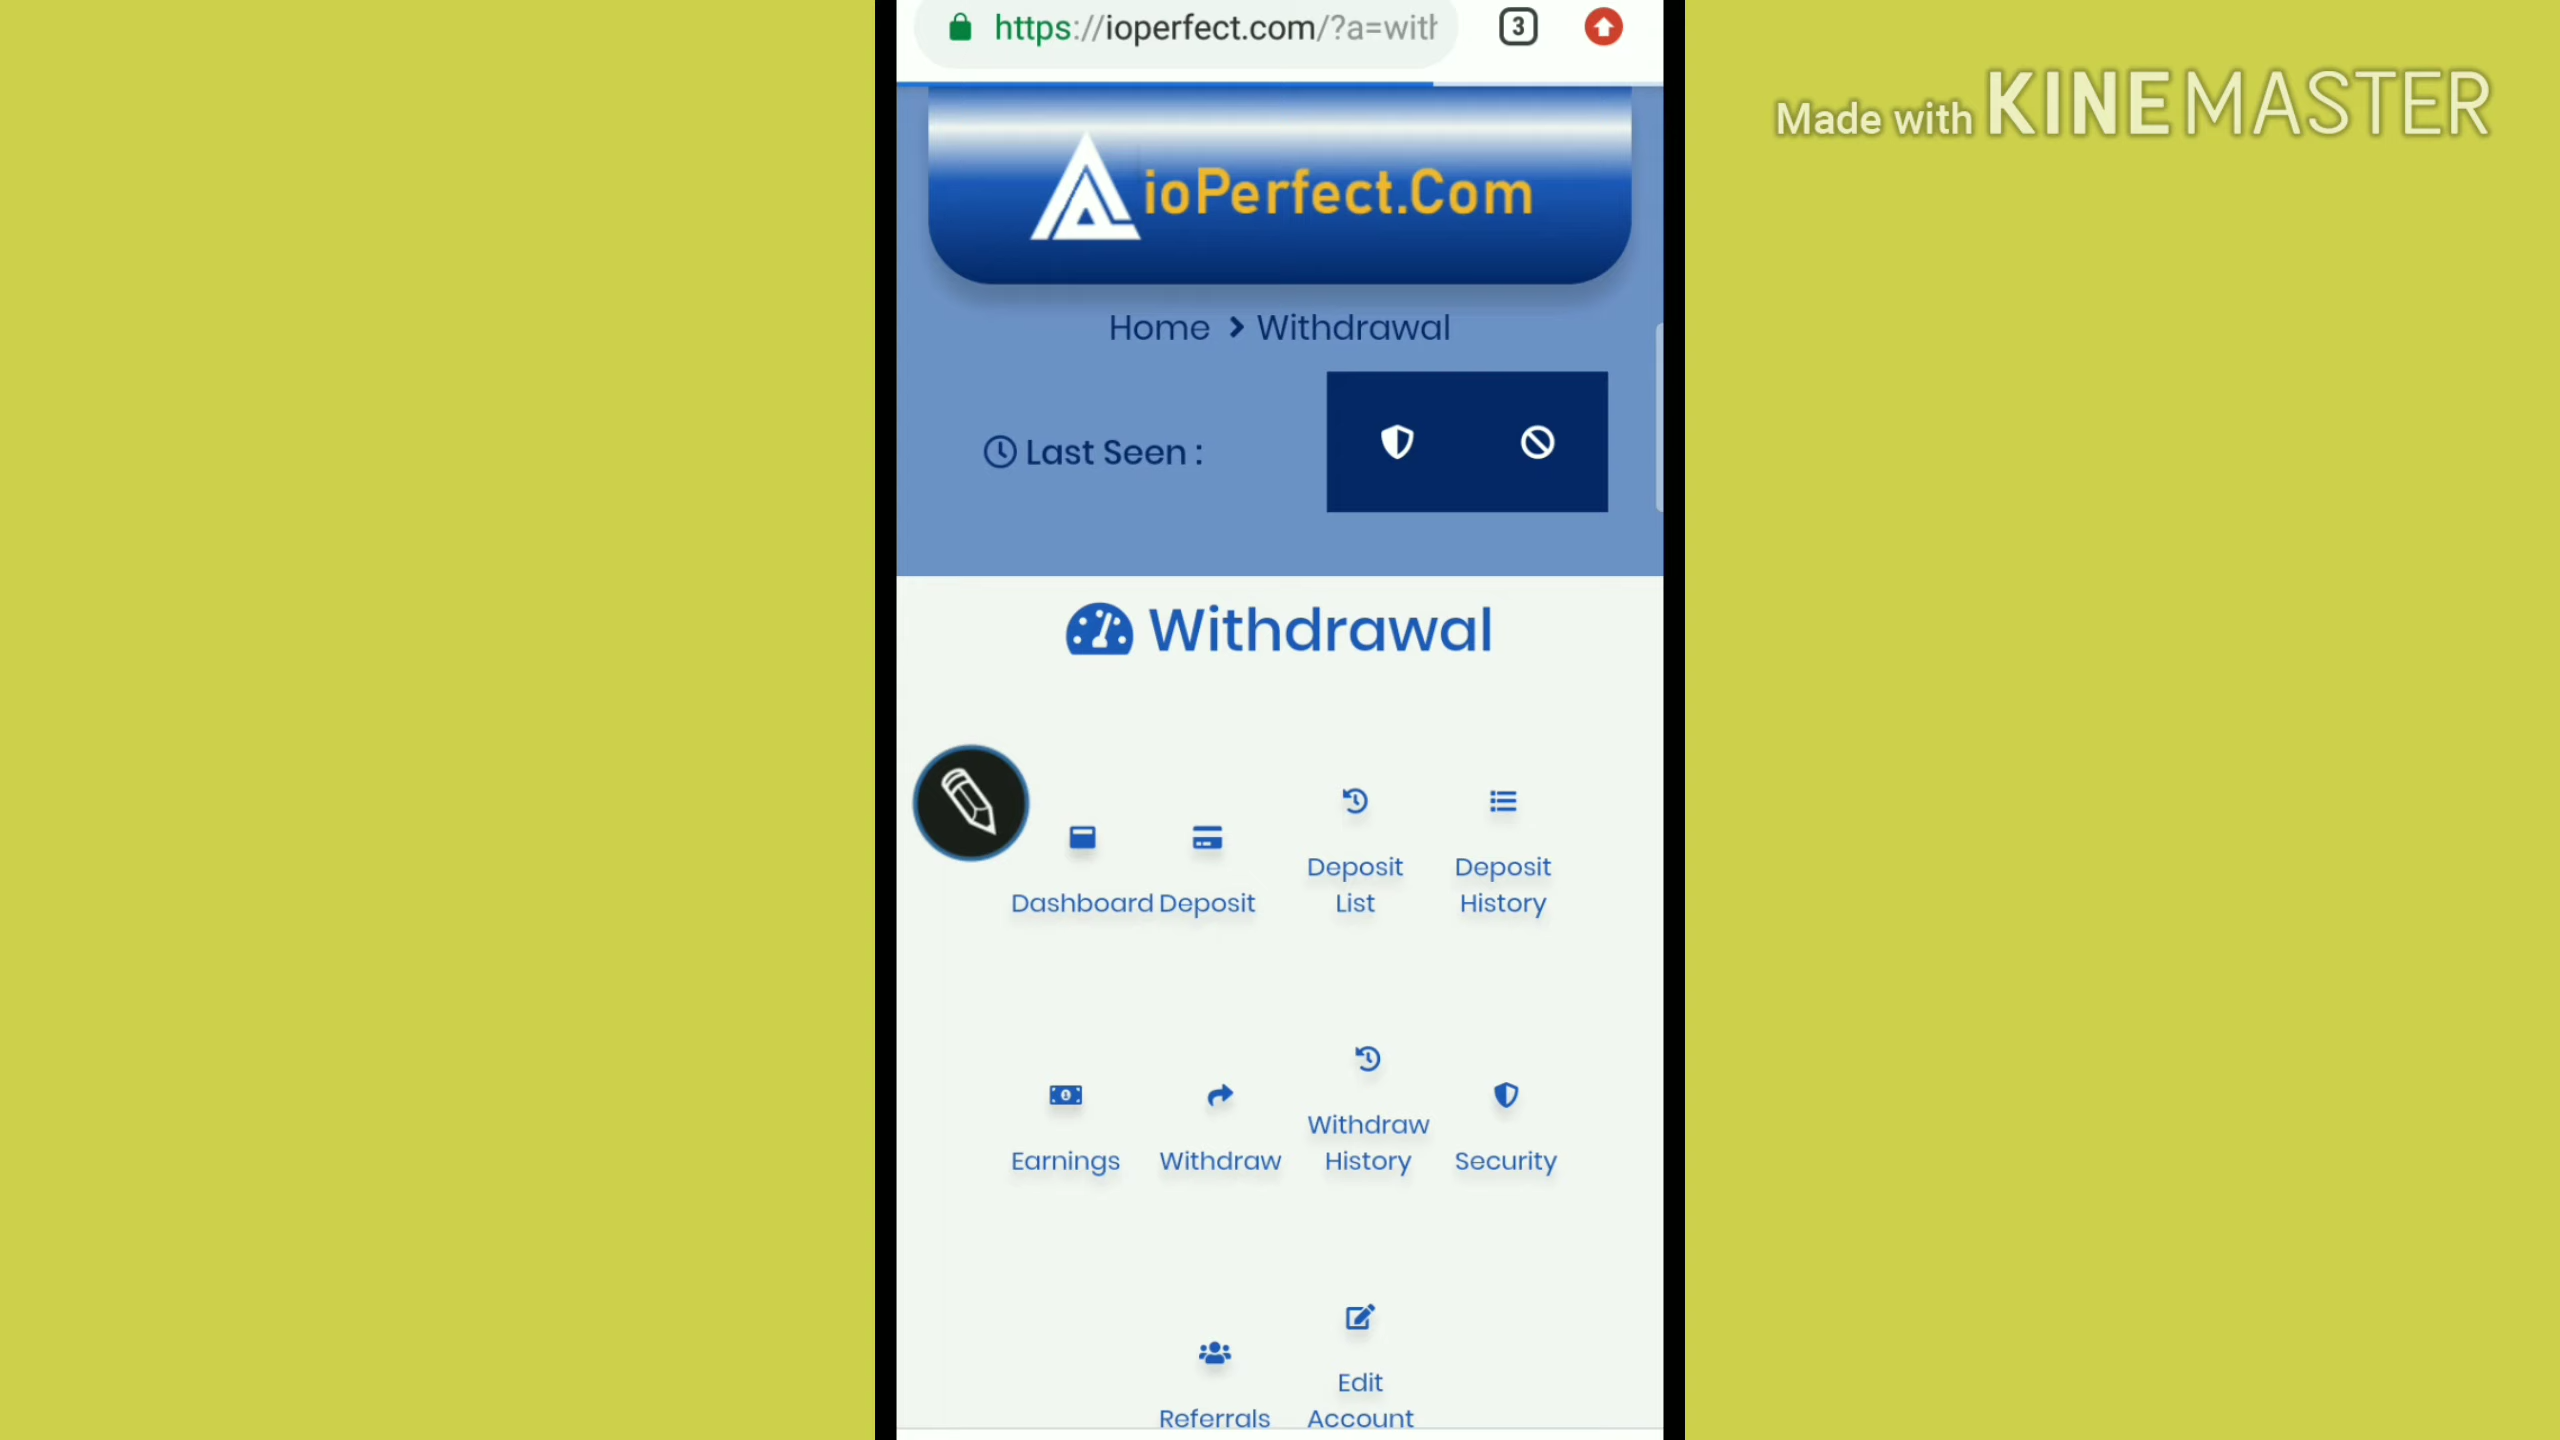 https://ioperfect.com/?a=with
3
Made with KINEMASTER
ioPerfect.Com
Home > Withdrawal
Last Seen :
Withdrawal
Dashboard
Deposit
Deposit
List
Deposit
History
Earnings
Withdraw
Withdraw
History
Security
Referrals
Edit
Account